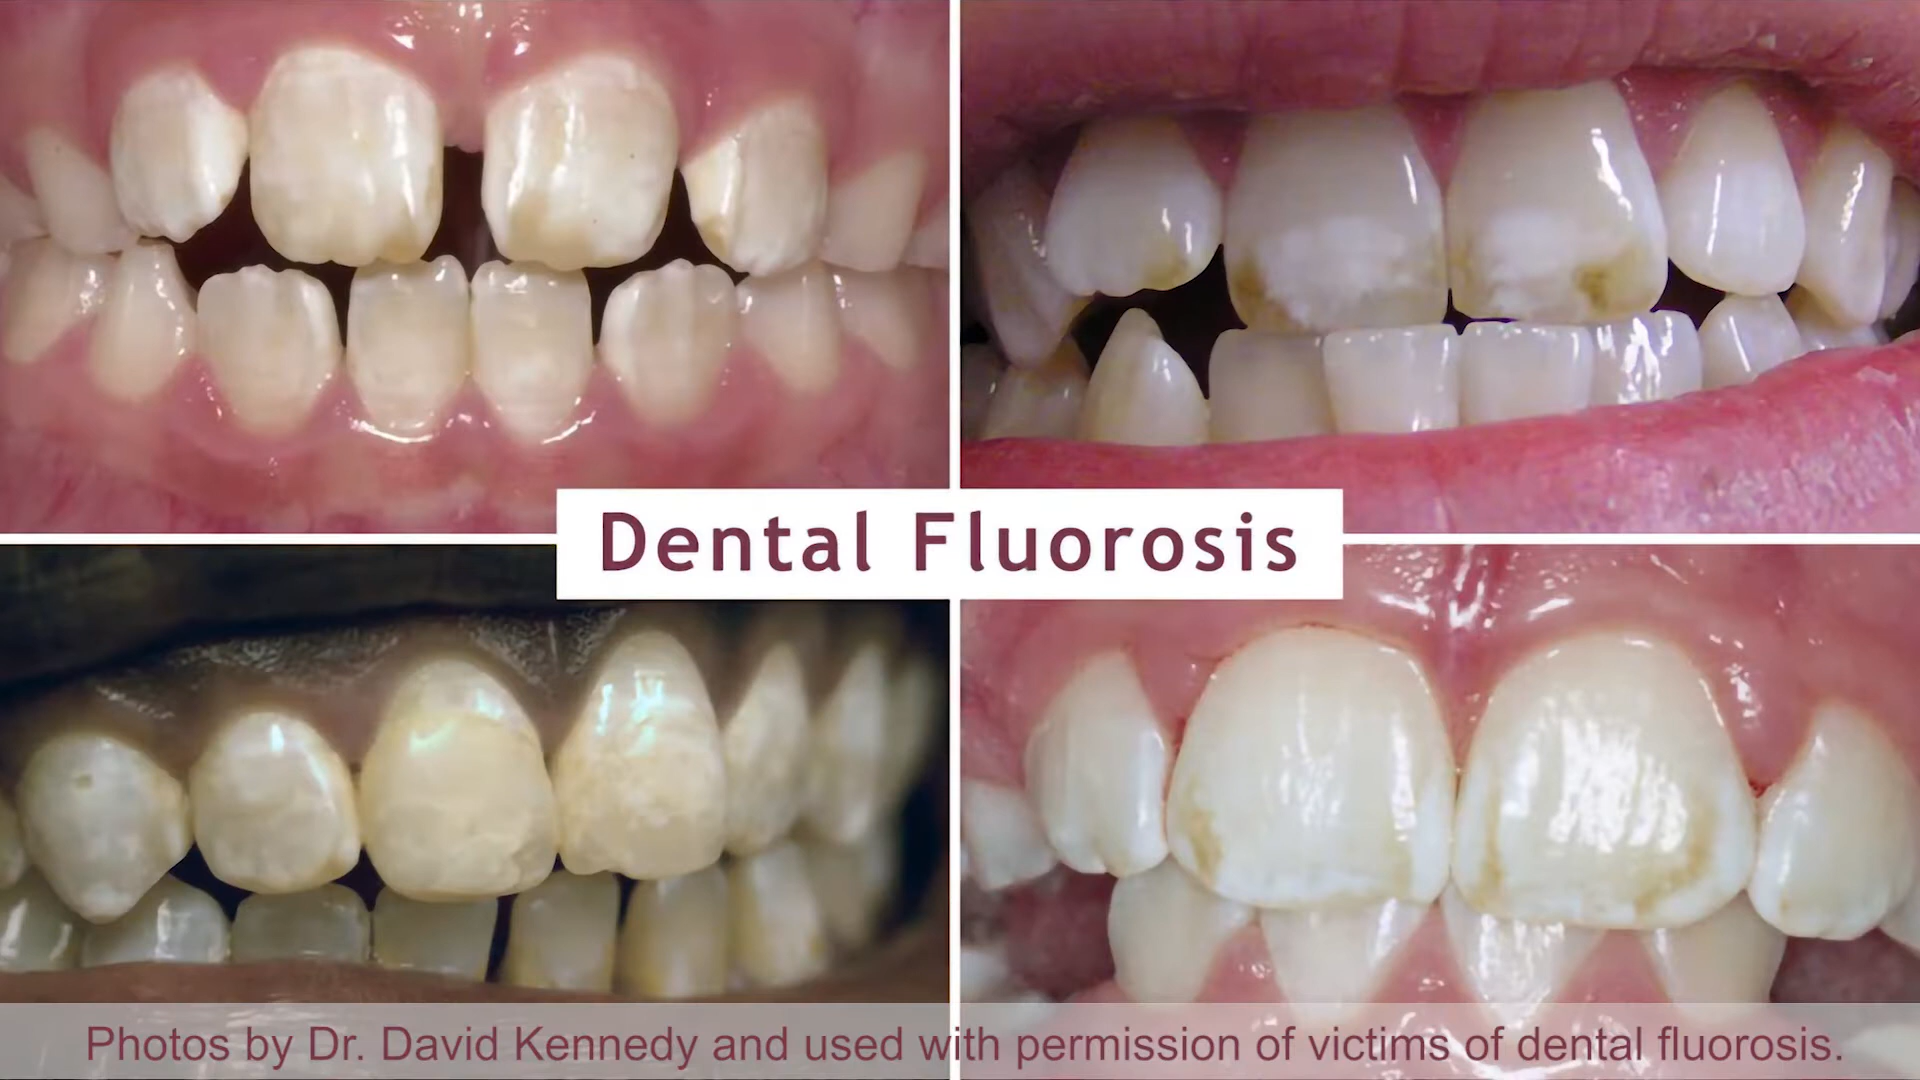 Dental Fluorosis
Photos by Dr. David Kennedy and used with permission of victims of dental fluorosis.